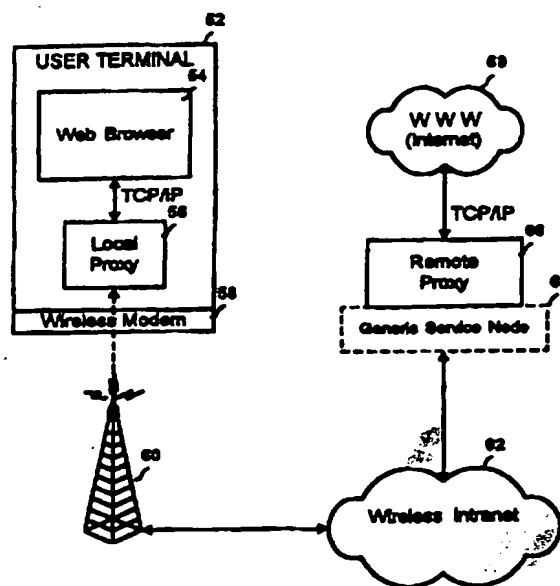 52
USER TERMINAL
54
Web Browser
TCP/IP
56
Local
Proxy
58
Wireless Modem
60
69
W W W
(Internet)
TCP/IP
Remote
Proxy
Generic Service Node
62
Wireless Intranet